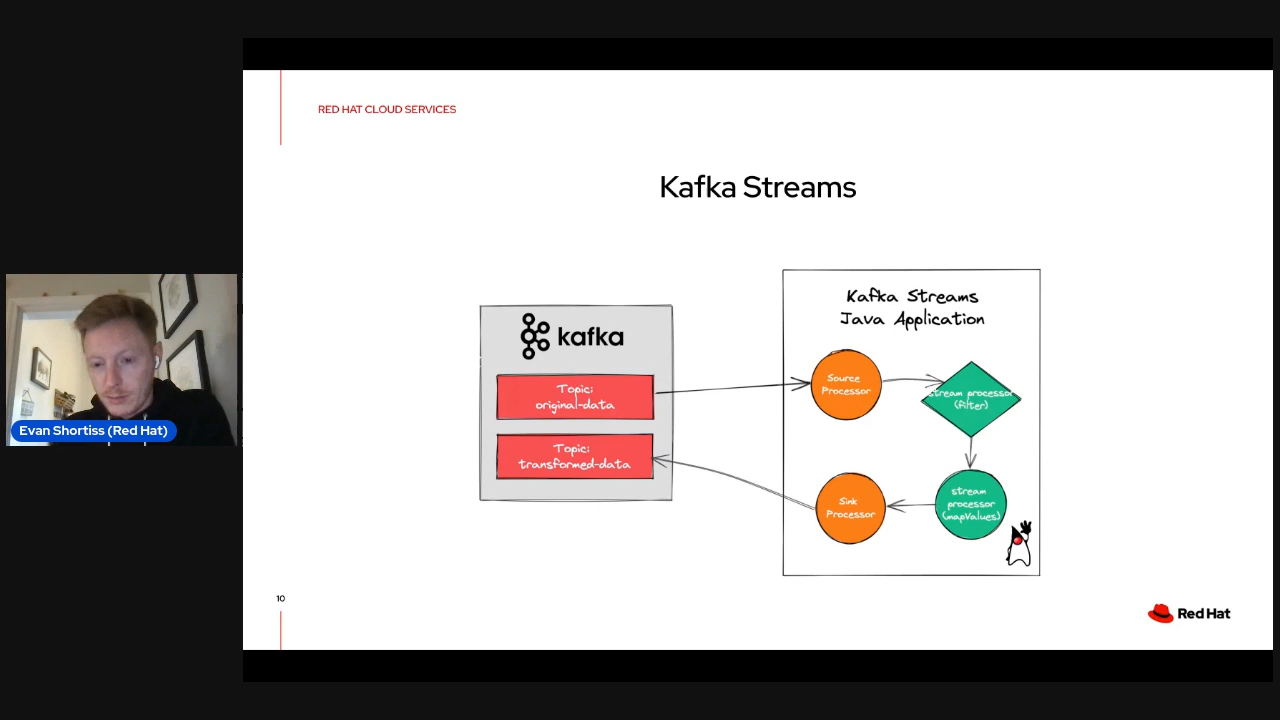 RED HAT CLOUD SERVICES
Kafka Streams
kafka
Topic:
original-data
Topic:
transformed-data
Kafka Streams
Java Application
Source
Processor
stream processor
(filter)
stream
processor
(mapValues)
Sink
Processor
Evan Shortiss (Red Hat)
10
Red Hat